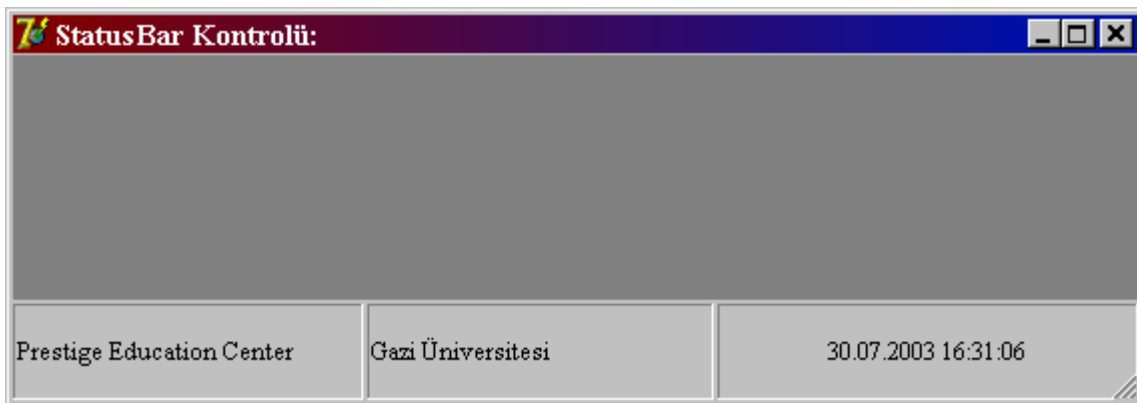 StatusBar Kontrolü:
Prestige Education Center
Gazi Üniversitesi
30.07.2003 16:31:06